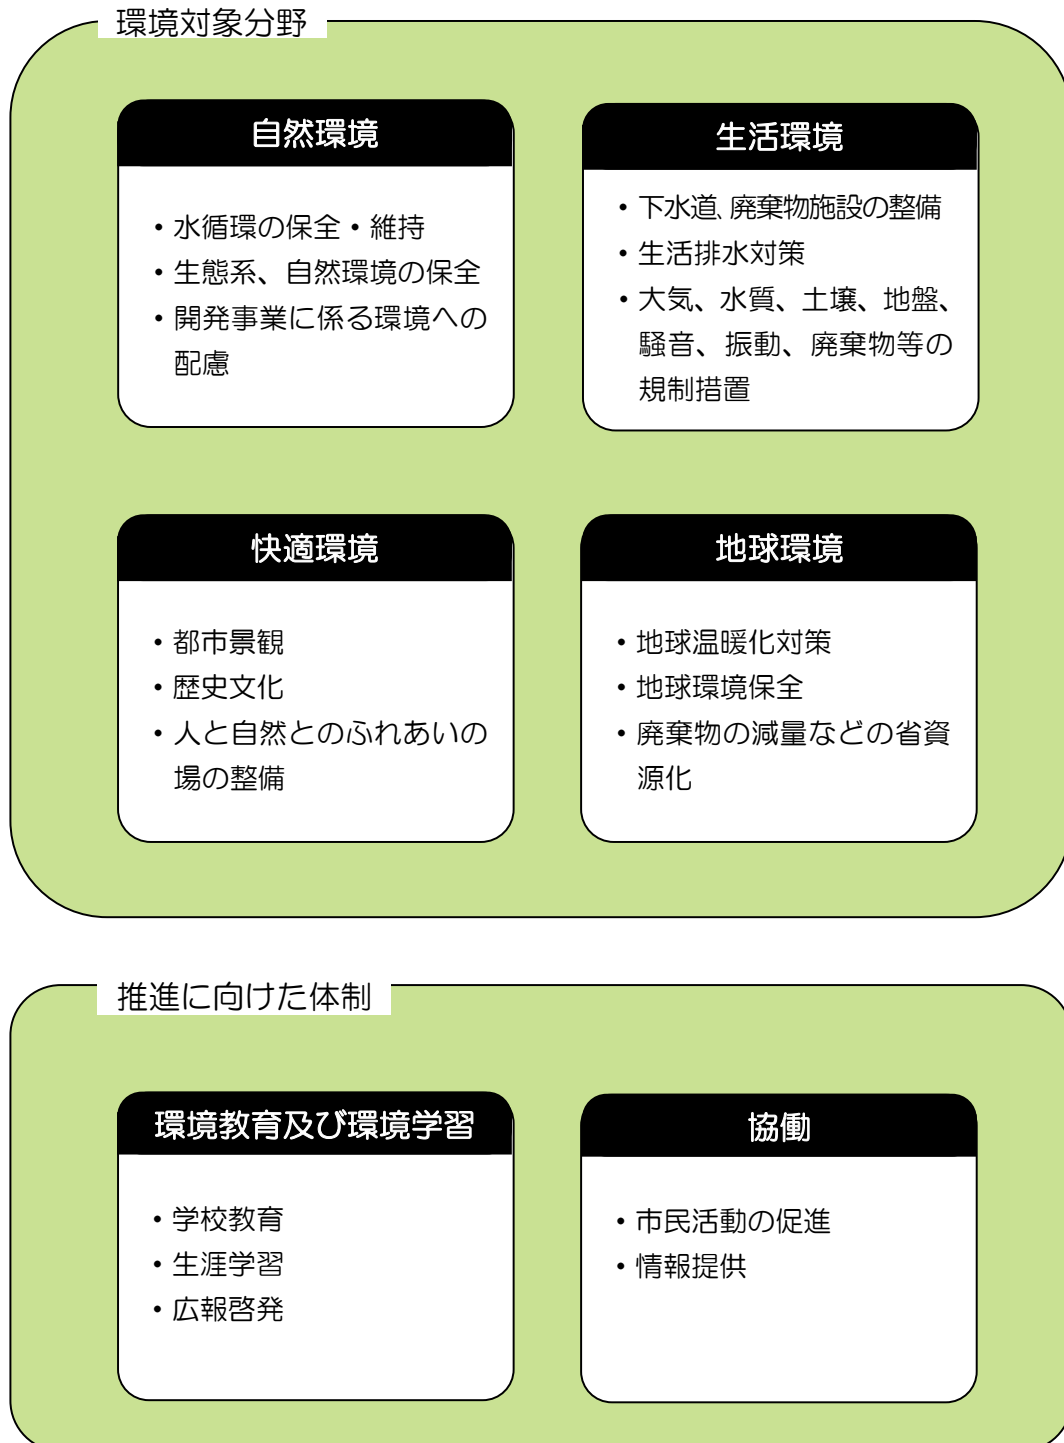 環境対象分野
自然環境
・水循環の保全・維持
・生態系、自然環境の保全
・開発事業に係る環境への
配慮
生活環境
・下水道、廃棄物施設の整備
・生活排水対策
・大気、水質、土壌、地盤、
騒音、振動、廃棄物等の
規制措置
快適環境
・都市景観
・歴史文化
・人と自然とのふれあいの
場の整備
地球環境
・地球温暖化対策
・地球環境保全
・廃棄物の減量などの省資
源化
推進に向けた体制
環境教育及び環境学習
・学校教育
・生涯学習
・広報啓発
協働
・市民活動の促進
・情報提供